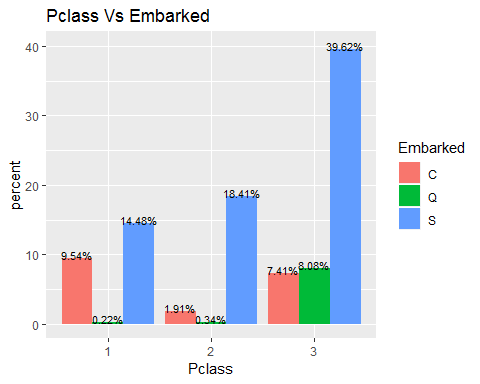 Pclass Vs Embarked
percent
40
30
20
10
0
9.54%
0.22%
14.48%
1.91%
0.34%
18.41%
7.41%
8.08%
39.62%
1
2
3
Pclass
Embarked
C
Q
S